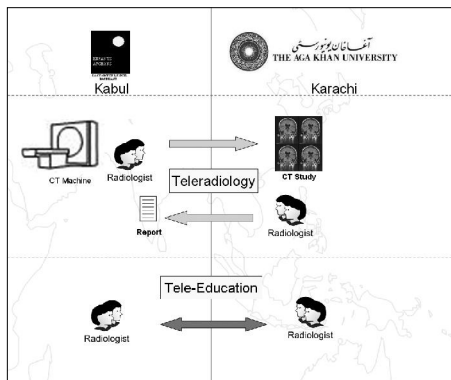 آغا خان یونیورسٹی
THE AGA KHAN UNIVERSITY
Kabul
Karachi
CT Machine
Radiologist
CT Study
Teleradiology
Report
Radiologist
Tele-Education
Radiologist
Radiologist